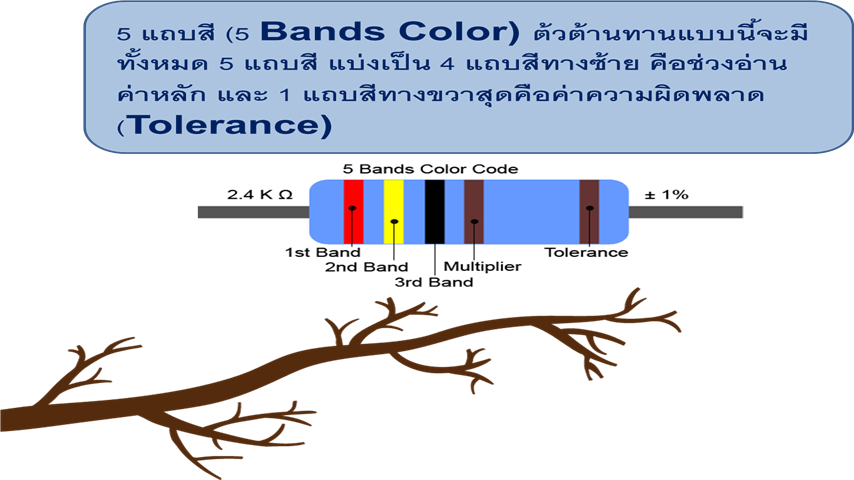 5 แถบสี (5 Bands Color) ตัวต้านทานแบบนี้จะมี
ทั้งหมด 5 แถบสี แบ่งเป็น 4 แถบสีทางซ้าย คือช่วงอ่าน
ค่าหลัก และ 1 แถบสีทางขวาสุดคือค่าความผิดพลาด
(Tolerance)
5 Bands Color Code
2.4 K Ω
± 1%
1st Band
2nd Band
3rd Band
Multiplier
Tolerance